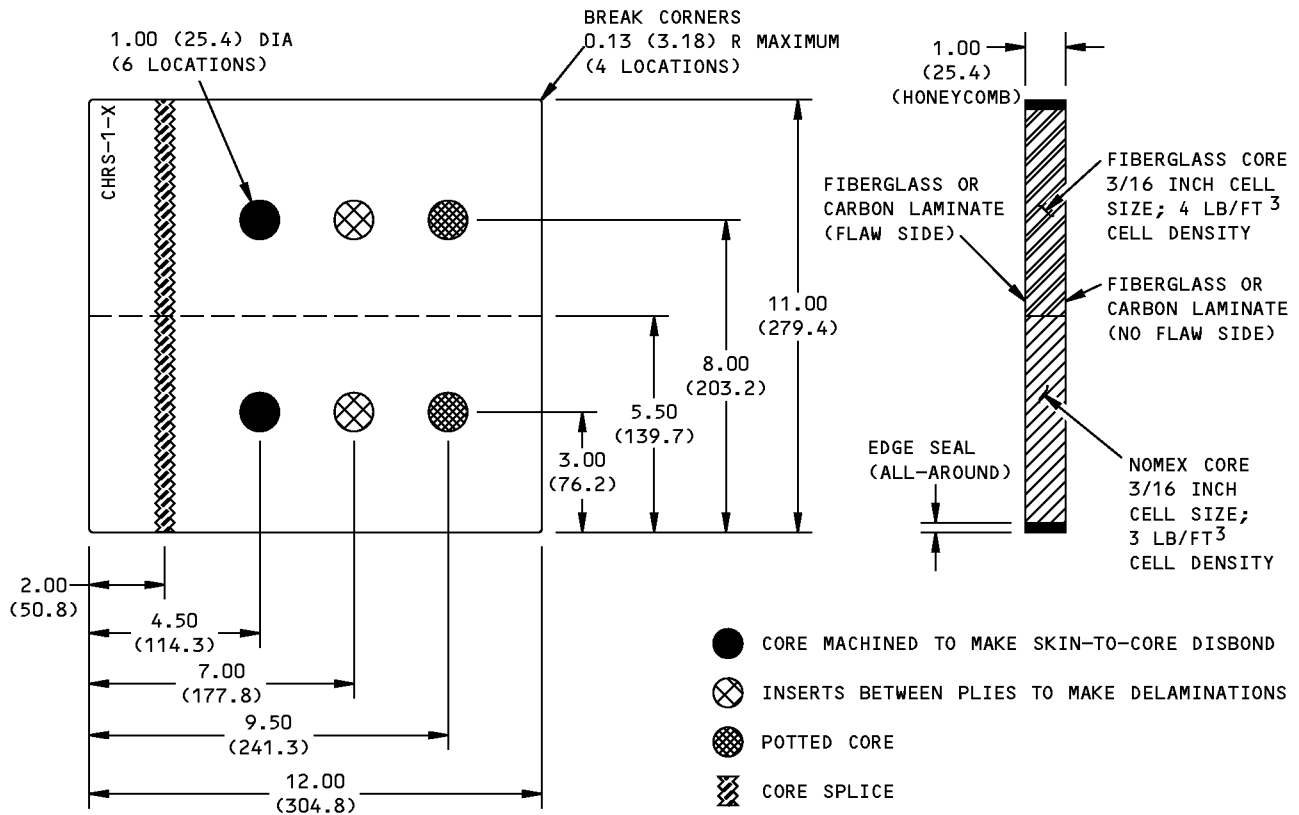 1.00 (25.4) DIA
(6 LOCATIONS)
BREAK CORNERS
0.13 (3.18) R MAXIMUM
(4 LOCATIONS)
1.00
(25.4)
(HONEYCOMB)
CHRS-1-X
FIBERGLASS OR
CARBON LAMINATE
(FLAW SIDE)
FIBERGLASS CORE
3/16 INCH CELL
SIZE; 4 LB/FT 3
CELL DENSITY
FIBERGLASS OR
CARBON LAMINATE
(NO FLAW SIDE)
11.00
(279.4)
8.00
(203.2)
5.50
(139.7)
3.00
(76.2)
EDGE SEAL
(ALL-AROUND)
NOMEX CORE
3/16 INCH
CELL SIZE;
3 LB/FT3
CELL DENSITY
2.00
(50.8)
4.50
(114.3)
7.00
(177.8)
9.50
(241.3)
12.00
(304.8)
CORE MACHINED TO MAKE SKIN-TO-CORE DISBOND
INSERTS BETWEEN PLIES TO MAKE DELAMINATIONS
POTTED CORE
CORE SPLICE